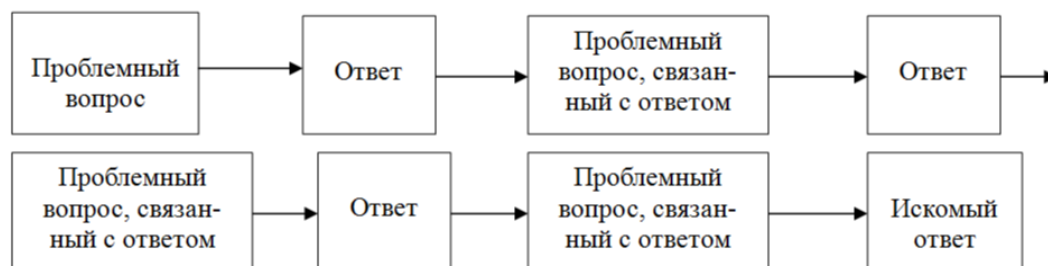 Проблемный
вопрос
Ответ
Проблемный
вопрос, связан-
ный с ответом
Ответ
Проблемный
вопрос, связан-
ный с ответом
Ответ
Проблемный
вопрос, связан-
ный с ответом
Искомый
ответ